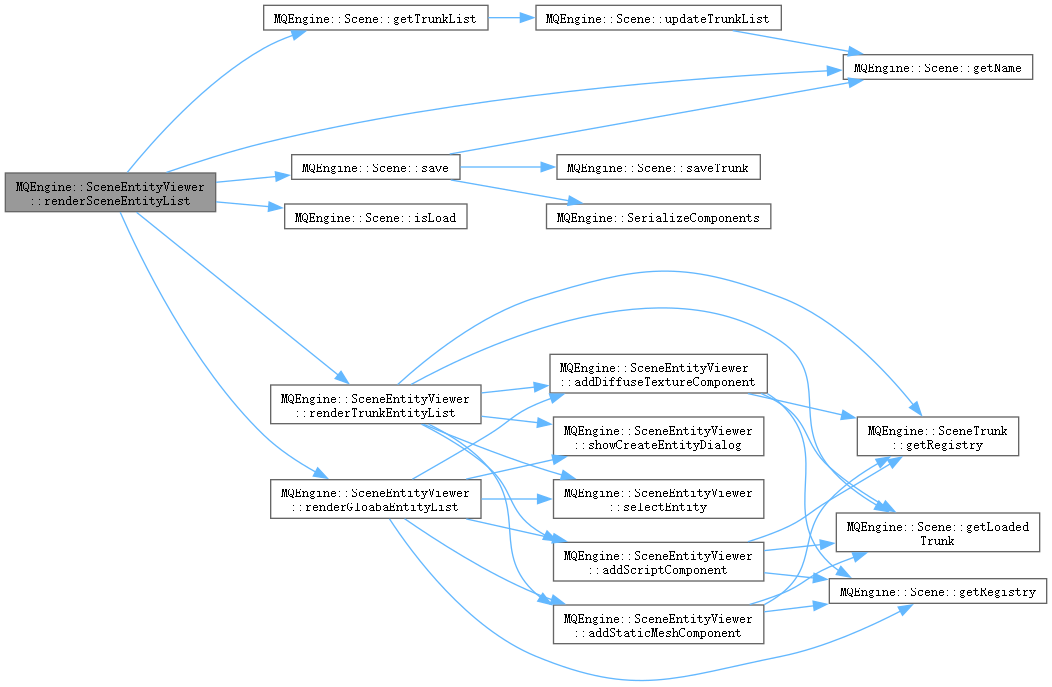 MQEngine::Scene::getTrunkList
MQEngine::Scene::updateTrunkList
MQEngine::Scene::getName
MQEngine::SceneEntityViewer
::renderSceneEntityList
MQEngine::Scene::save
MQEngine::Scene::saveTrunk
MQEngine::Scene::isLoad
MQEngine::SerializeComponents
MQEngine::SceneEntityViewer
::renderTrunkEntityList
MQEngine::SceneEntityViewer
::addDiffuseTextureComponent
MQEngine::SceneEntityViewer
::showCreateEntityDialog
MQEngine::SceneTrunk
::getRegistry
MQEngine::SceneEntityViewer
::renderGloabaEntityList
MQEngine::SceneEntityViewer
::selectEntity
MQEngine::Scene::getLoaded
Trunk
MQEngine::SceneEntityViewer
::addScriptComponent
MQEngine::Scene::getRegistry
MQEngine::SceneEntityViewer
::addStaticMeshComponent